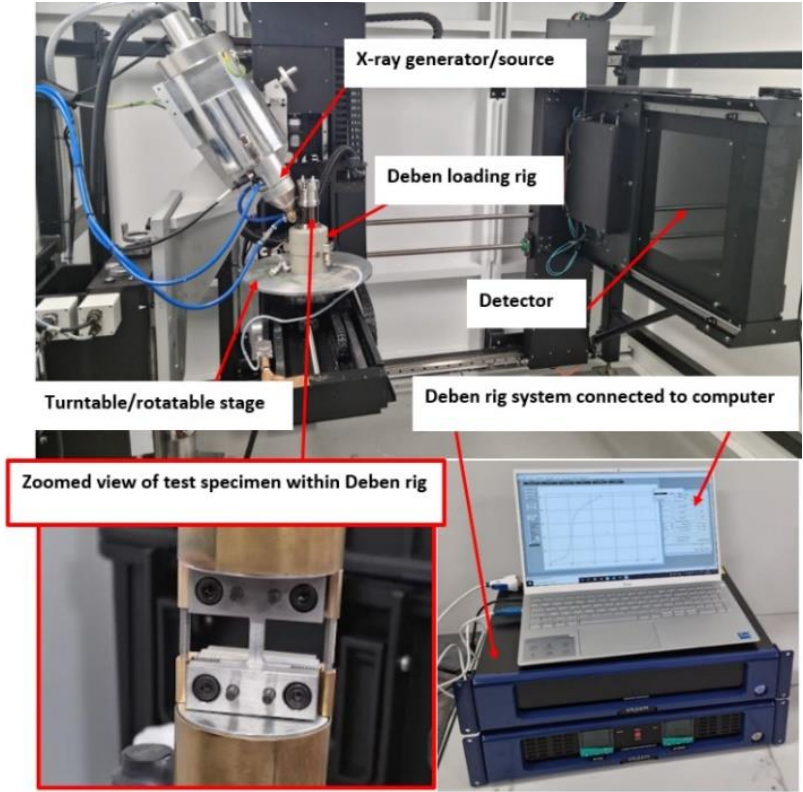 X-ray generator/source
Deben loading rig
Detector
Turntable/rotatable stage
Deben rig system connected to computer
Zoomed view of test specimen within Deben rig